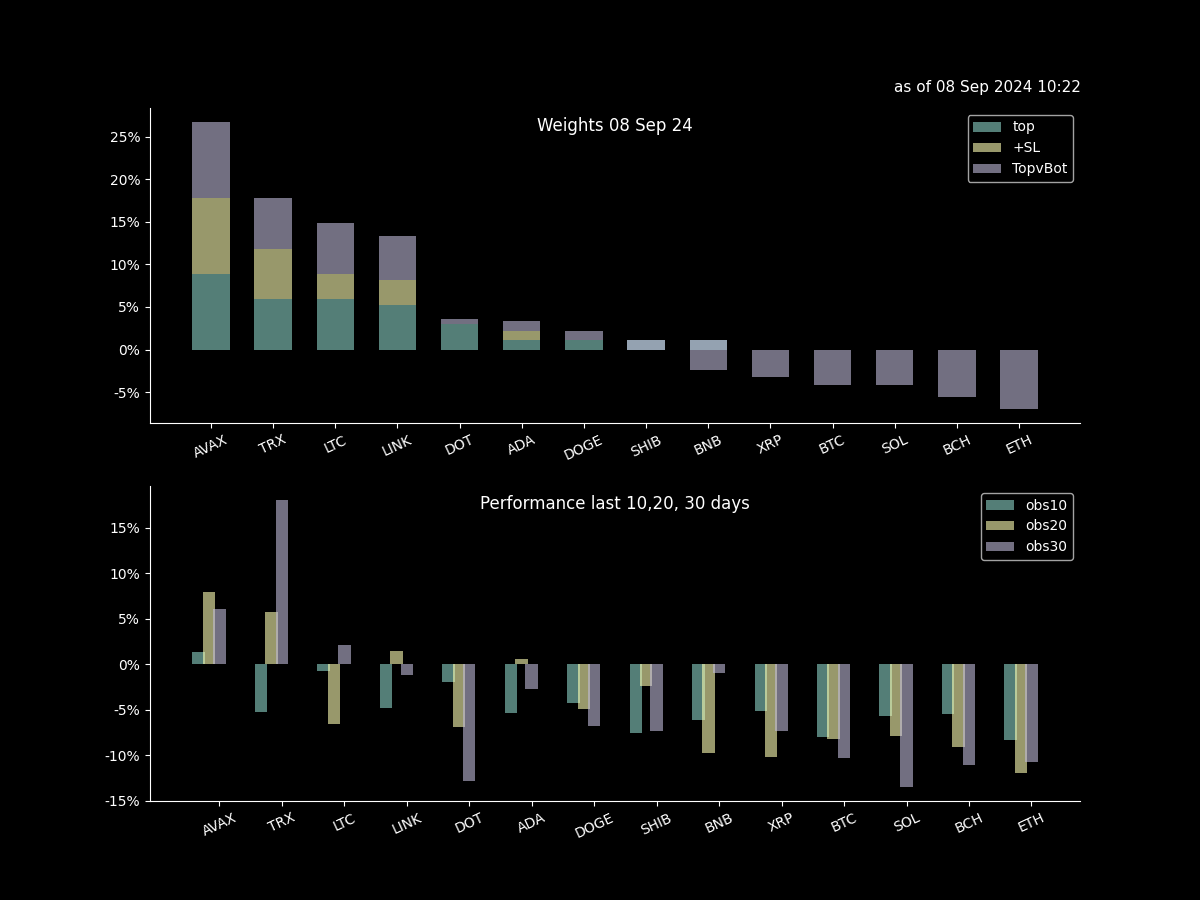 as of 08 Sep 2024 10:22
Weights 08 Sep 24
top
+SL
TopvBot
25%
20%
15%
10%
5%
0%
-5%
AVAX TRX LTC LINK DOT ADA DOGE SHIB BNB XRP BTC SOL BCH ETH
Performance last 10,20, 30 days
obs10
obs20
obs30
15%
10%
5%
0%
-5%
-10%
-15%
AVAX TRX LTC LINK DOT ADA DOGE SHIB BNB XRP BTC SOL BCH ETH